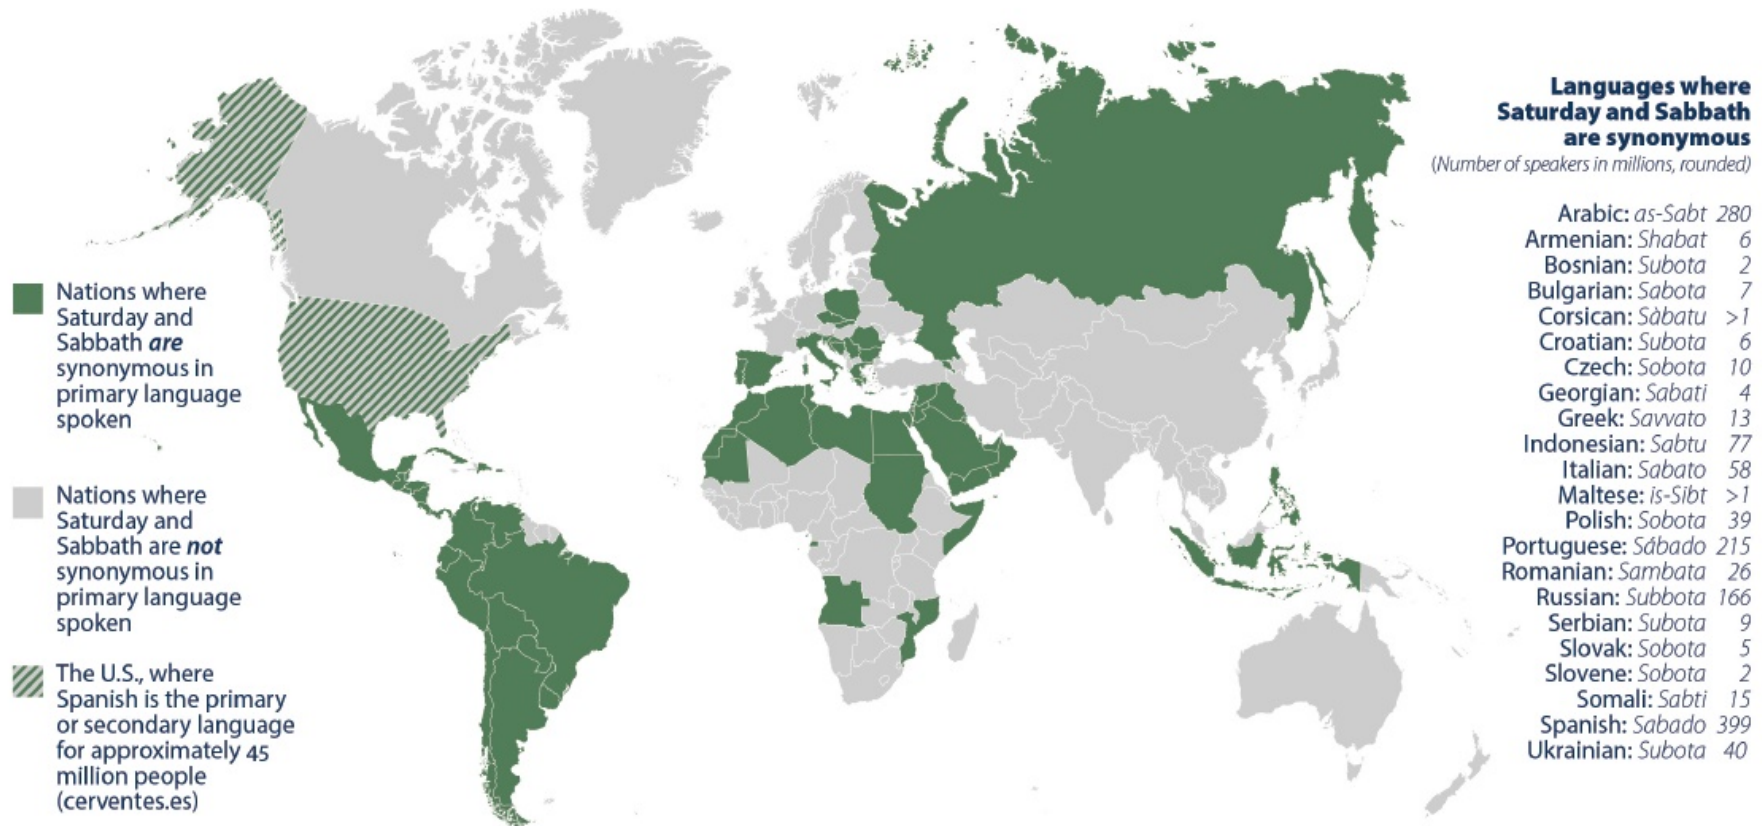 Nations where
Saturday and
Sabbath are
synonymous in
primary language
spoken
Nations where
Saturday and
Sabbath are not
synonymous in
primary language
spoken
The U.S., where
Spanish is the primary
or secondary language
for approximately 45
million people
(cerventes.es)
Languages where
Saturday and Sabbath
are synonymous
(Number of speakers in millions, rounded)
Arabic: as-Sabt 280
Armenian: Shabat 6
Bosnian: Subota 2
Bulgarian: Sabota 7
Corsican: Sàbatu >1
Croatian: Subota 6
Czech: Sobota 10
Georgian: Sabati 4
Greek: Savvato 13
Indonesian: Sabtu 77
Italian: Sabato 58
Maltese: is-Sibt >1
Polish: Sobota 39
Portuguese: Sábado 215
Romanian: Sambata 26
Russian: Subbota 166
Serbian: Subota 9
Slovak: Sobota 5
Slovene: Sobota 2
Somali: Sabti 15
Spanish: Sabado 399
Ukrainian: Subota 40